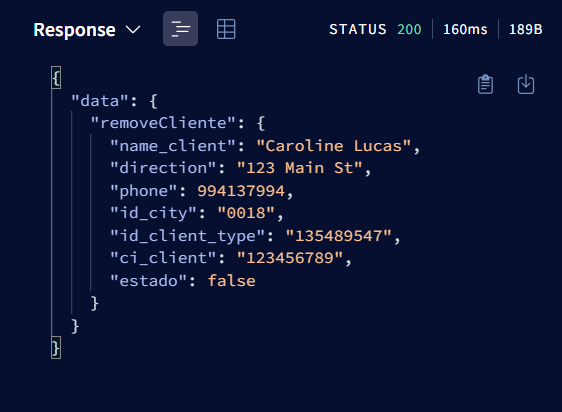 Response STATUS 200 160ms 189B
{
"data": {
"removeCliente": {
"name_client": "Caroline Lucas",
"direction": "123 Main St",
"phone": 994137994,
"id_city": "0018",
"id_client_type": "135489547",
"ci_client": "123456789",
"estado": false
}
}
}